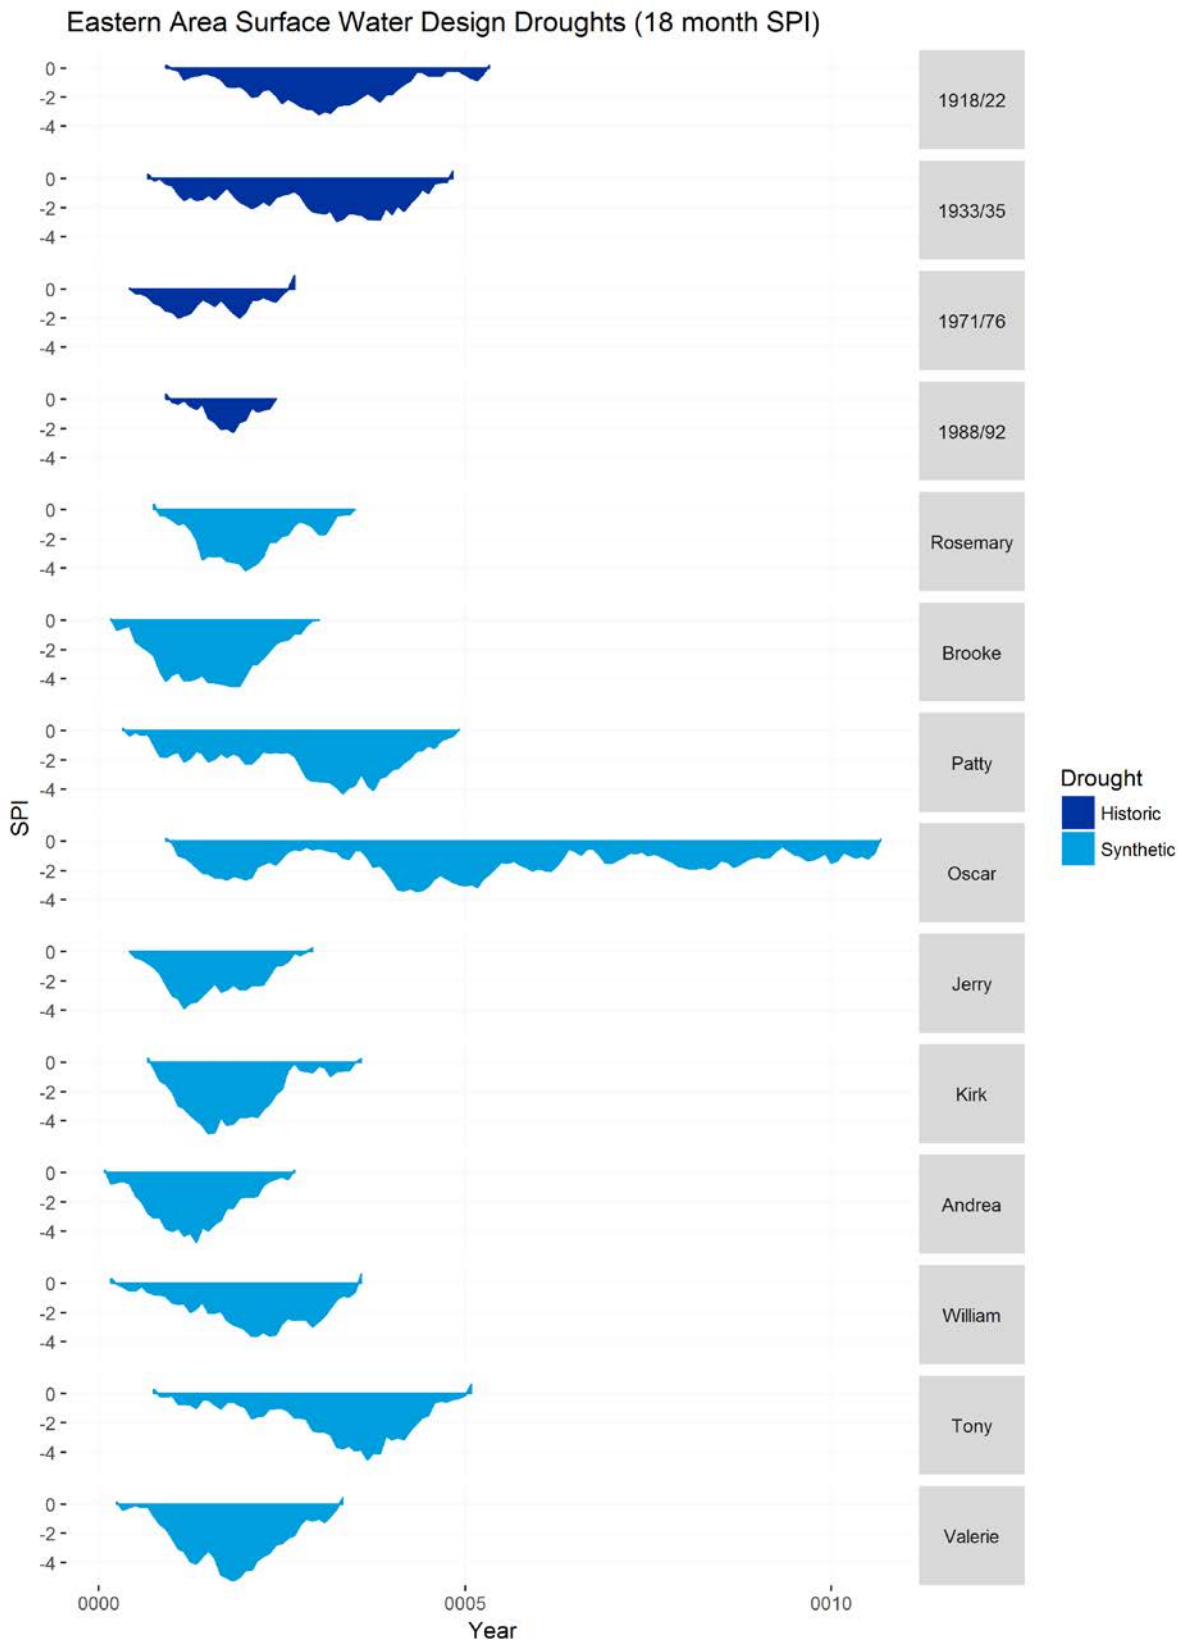 Eastern Area Surface Water Design Droughts (18 month SPI)
0
-2
-4
1918/22
0
-2
-4
1933/35
0
-2
-4
1971/76
0
-2
-4
1988/92
0
-2
-4
Rosemary
0
-2
-4
Brooke
0
-2
-4
Patty
SPI
0
-2
-4
Oscar
Drought
Historic
Synthetic
0
-2
-4
Jerry
0
-2
-4
Kirk
0
-2
-4
Andrea
0
-2
-4
William
0
-2
-4
Tony
0
-2
-4
Valerie
0000 0005 0010
Year